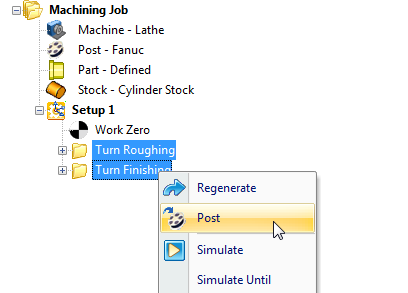 Machining Job
Machine - Lathe
Post - Fanuc
Part - Defined
Stock - Cylinder Stock
Setup 1
Work Zero
Turn Roughing
Turn Finishing
Regenerate
Post
Simulate
Simulate Until